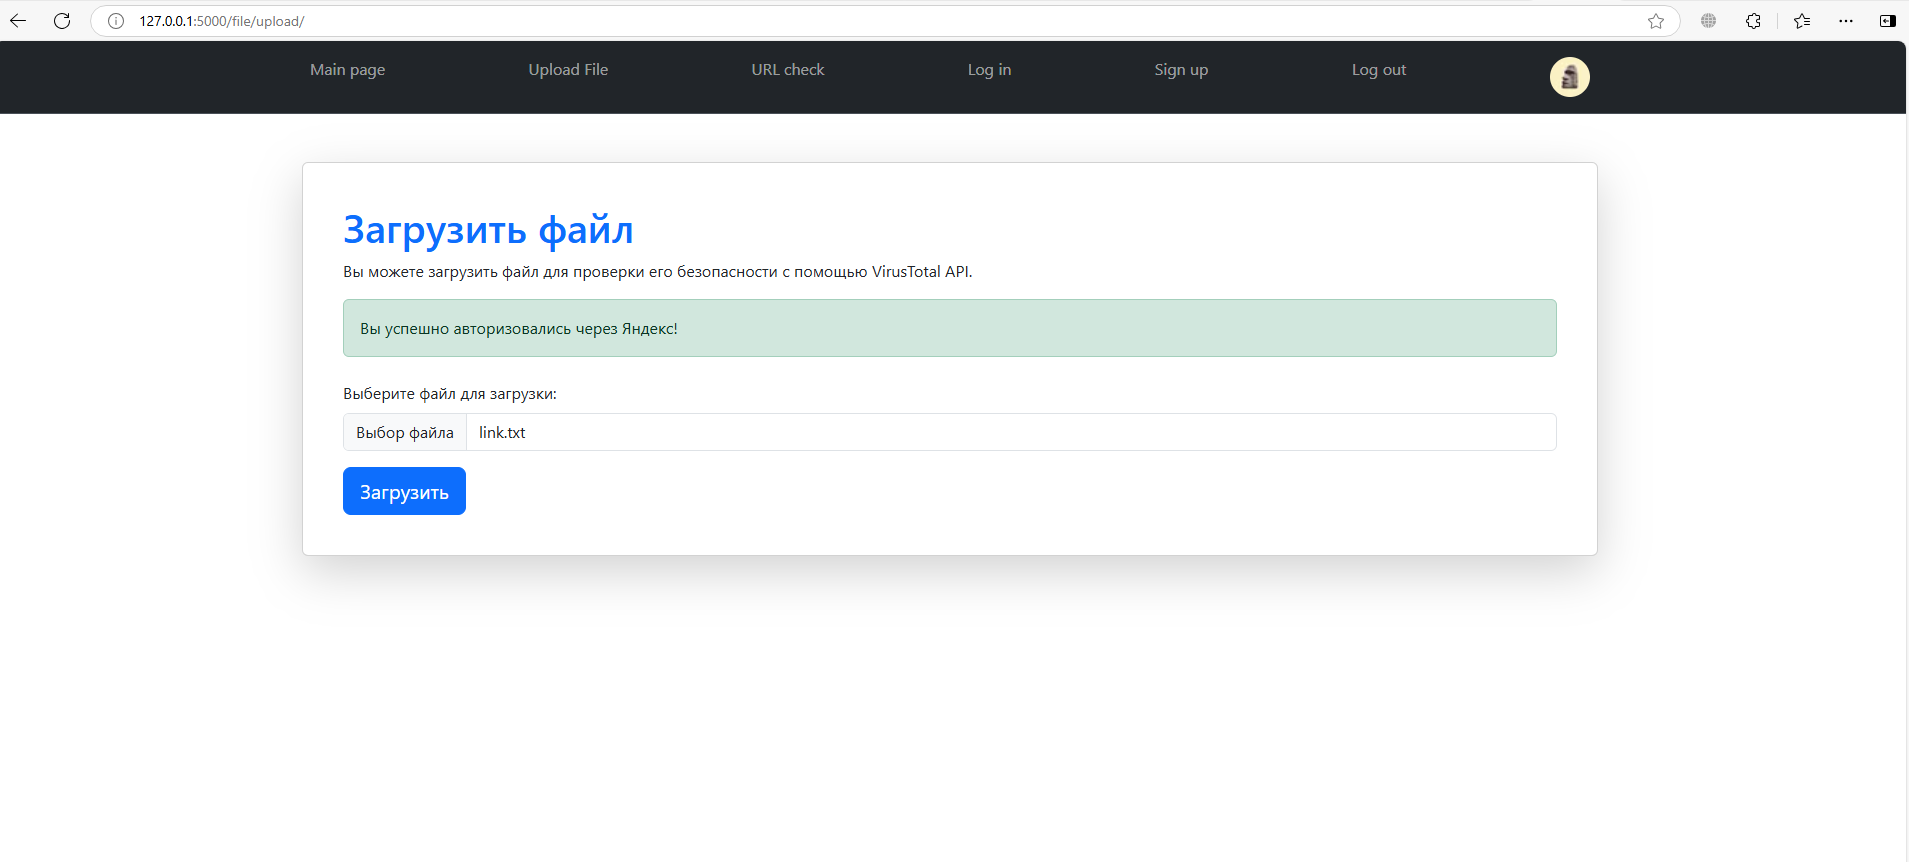 127.0.0.1:5000/file/upload/
Main page Upload File URL check Log in Sign up Log out
Загрузить файл
Вы можете загрузить файл для проверки его безопасности с помощью VirusTotal API.
Вы успешно авторизовались через Яндекс!
Выберите файл для загрузки:
Выбор файла link.txt
Загрузить